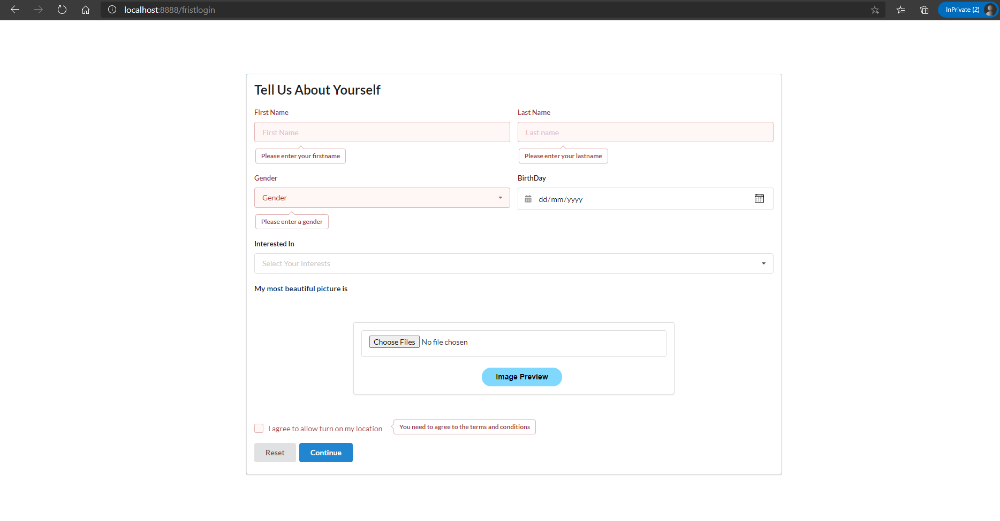 localhost:8888/fristlogin
InPrivate (2)
Tell Us About Yourself
First Name Last Name
First Name Last name
Please enter your firstname Please enter your lastname
Gender BirthDay
Gender dd/mm/yyyy
Please enter a gender
Interested In
Select Your Interests
My most beautiful picture is
Choose Files No file chosen
Image Preview
I agree to allow turn on my location You need to agree to the terms and conditions
Reset Continue